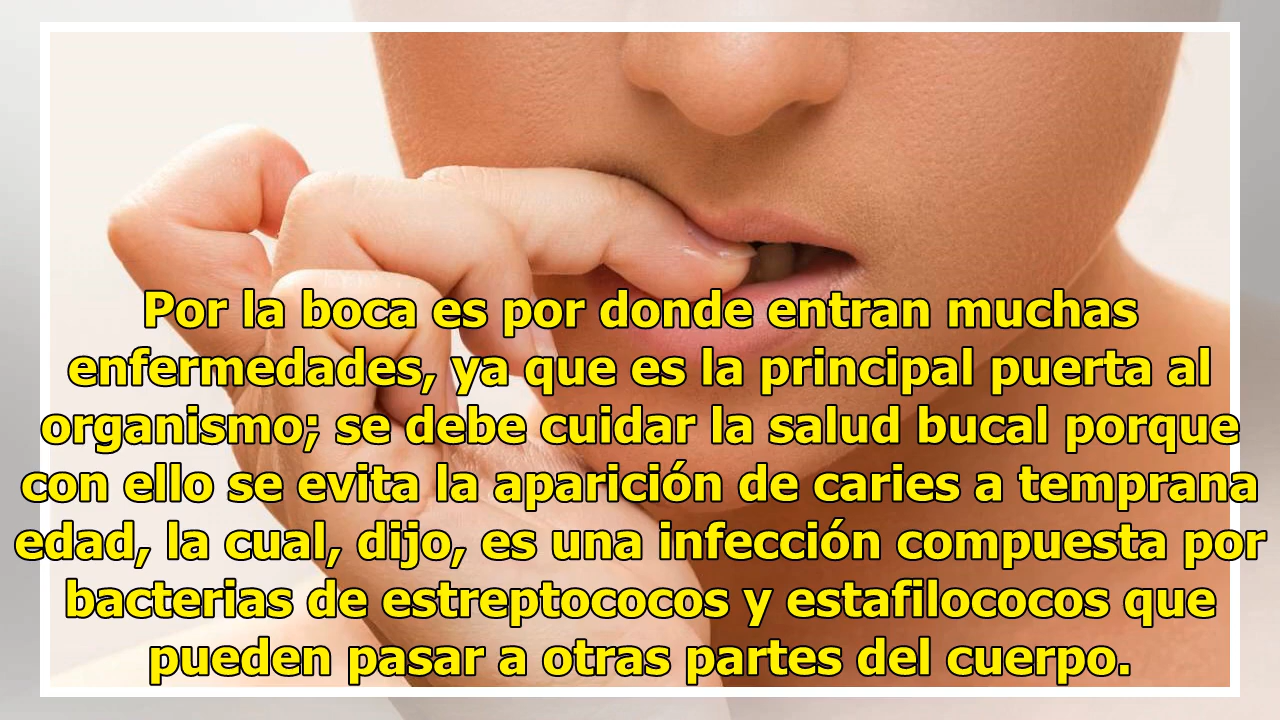 Por la boca es por donde entran muchas
enfermedades, ya que es la principal puerta al
organismo; se debe cuidar la salud bucal porque
con ello se evita la aparición de caries a temprana
edad, la cual, dijo, es una infección compuesta por
bacterias de estreptococos y estafilococos que
pueden pasar a otras partes del cuerpo.